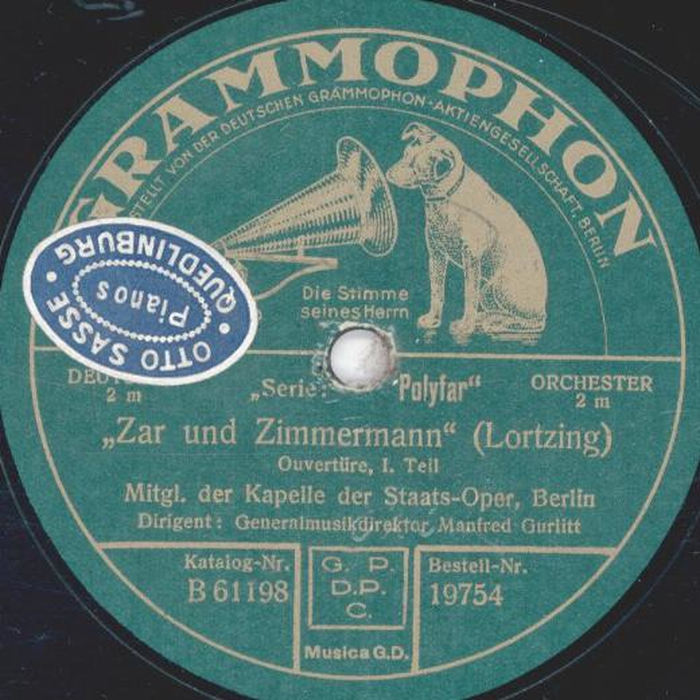 GRAMMOPHON
STELLT VON DER DEUTSCHEN GRAMMOPHON-AKTIENGESELLSCHAFT, BERLIN
OTTO SASSE • QUEDLINBURG •
Pianos
Die Stimme
seines Herrn
„Serie: Polyfar“
ORCHESTER
2 m
2 m
„Zar und Zimmermann“ (Lortzing)
Ouvertüre, I. Teil
Mitgl. der Kapelle der Staats-Oper, Berlin
Dirigent: Generalmusikdirektor Manfred Gurlitt
Katalog-Nr.
B 61198
G. P.
D.P.
C.
Bestell-Nr.
19754
Musica G.D.